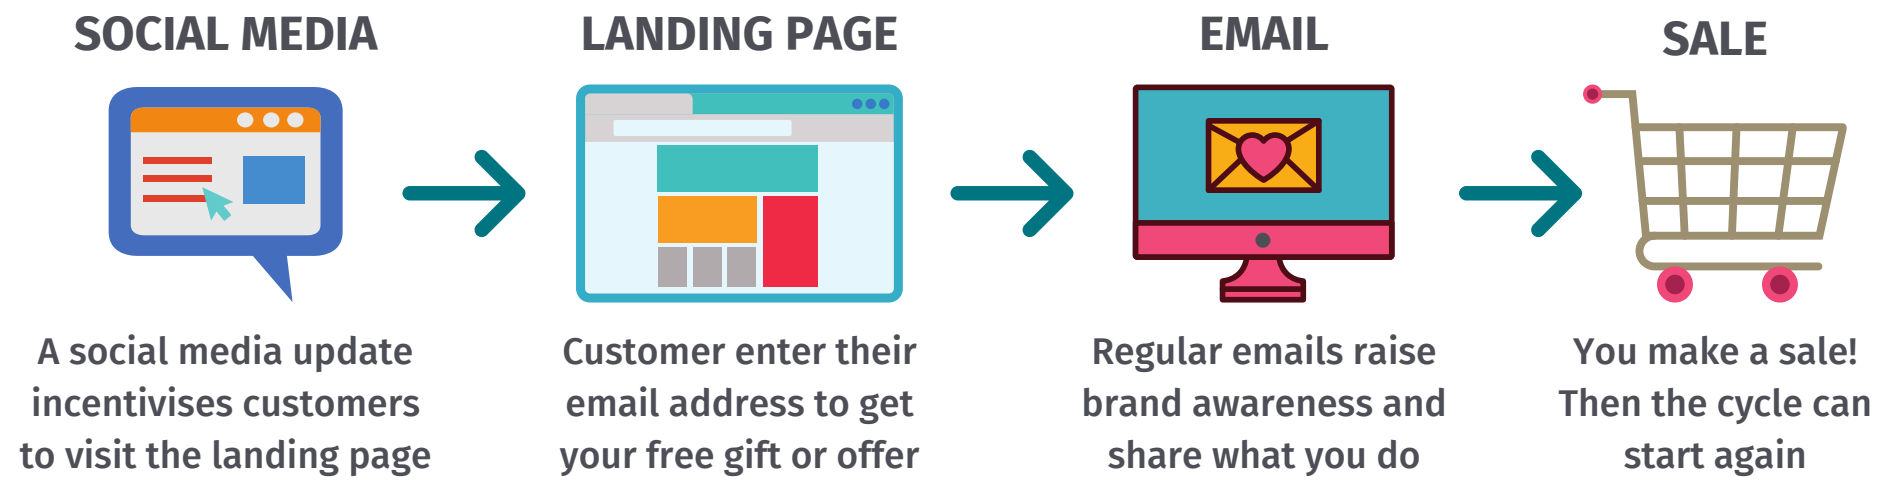 SOCIAL MEDIA
A social media update
incentivises customers
to visit the landing page
LANDING PAGE
Customer enter their
email address to get
your free gift or offer
EMAIL
Regular emails raise
brand awareness and
share what you do
SALE
You make a sale!
Then the cycle can
start again